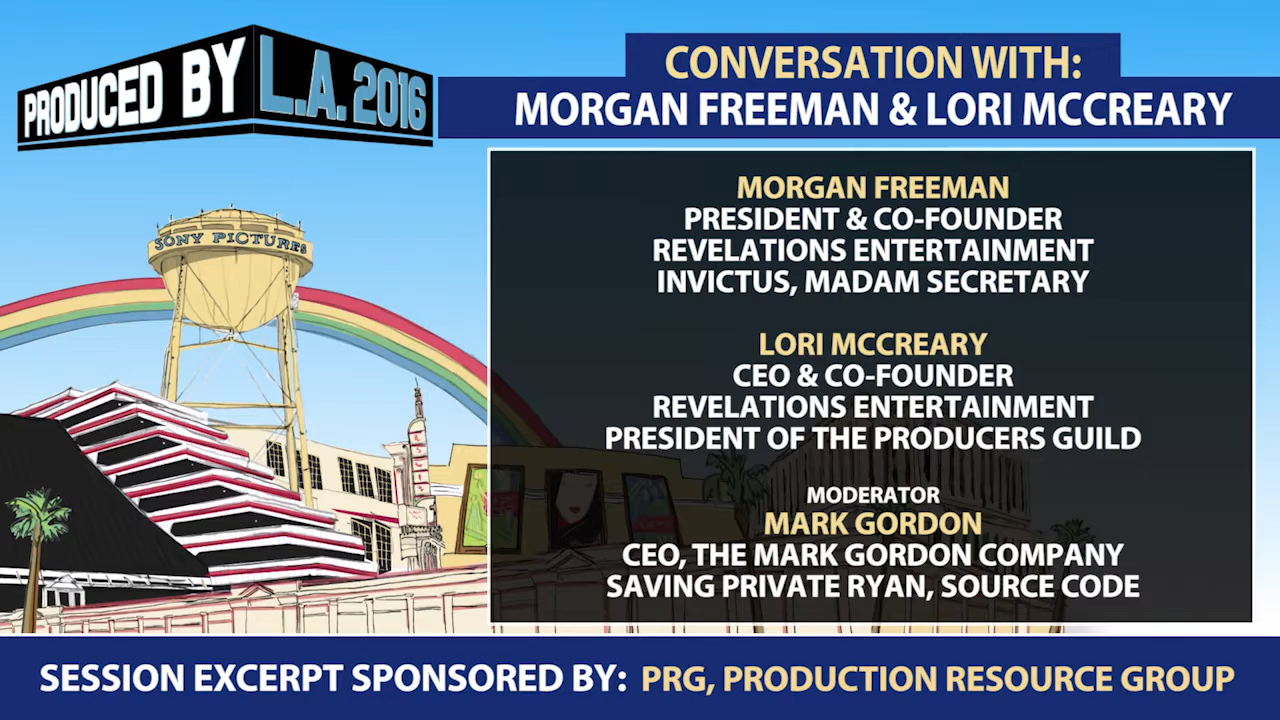 PRODUCED BY L.A. 2016
CONVERSATION WITH:
MORGAN FREEMAN & LORI MCCREARY
SONY PICTURES
MORGAN FREEMAN
PRESIDENT & CO-FOUNDER
REVELATIONS ENTERTAINMENT
INVICTUS, MADAM SECRETARY
LORI MCCREARY
CEO & CO-FOUNDER
REVELATIONS ENTERTAINMENT
PRESIDENT OF THE PRODUCERS GUILD
MODERATOR
MARK GORDON
CEO, THE MARK GORDON COMPANY
SAVING PRIVATE RYAN, SOURCE CODE
SESSION EXCERPT SPONSORED BY: PRG, PRODUCTION RESOURCE GROUP